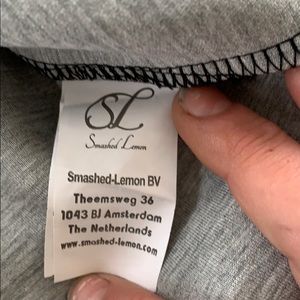 SL
Smashed Lemon
Smashed-Lemon BV
Theemsweg 36
1043 BJ Amsterdam
The Netherlands
www.smashed-lemon.com